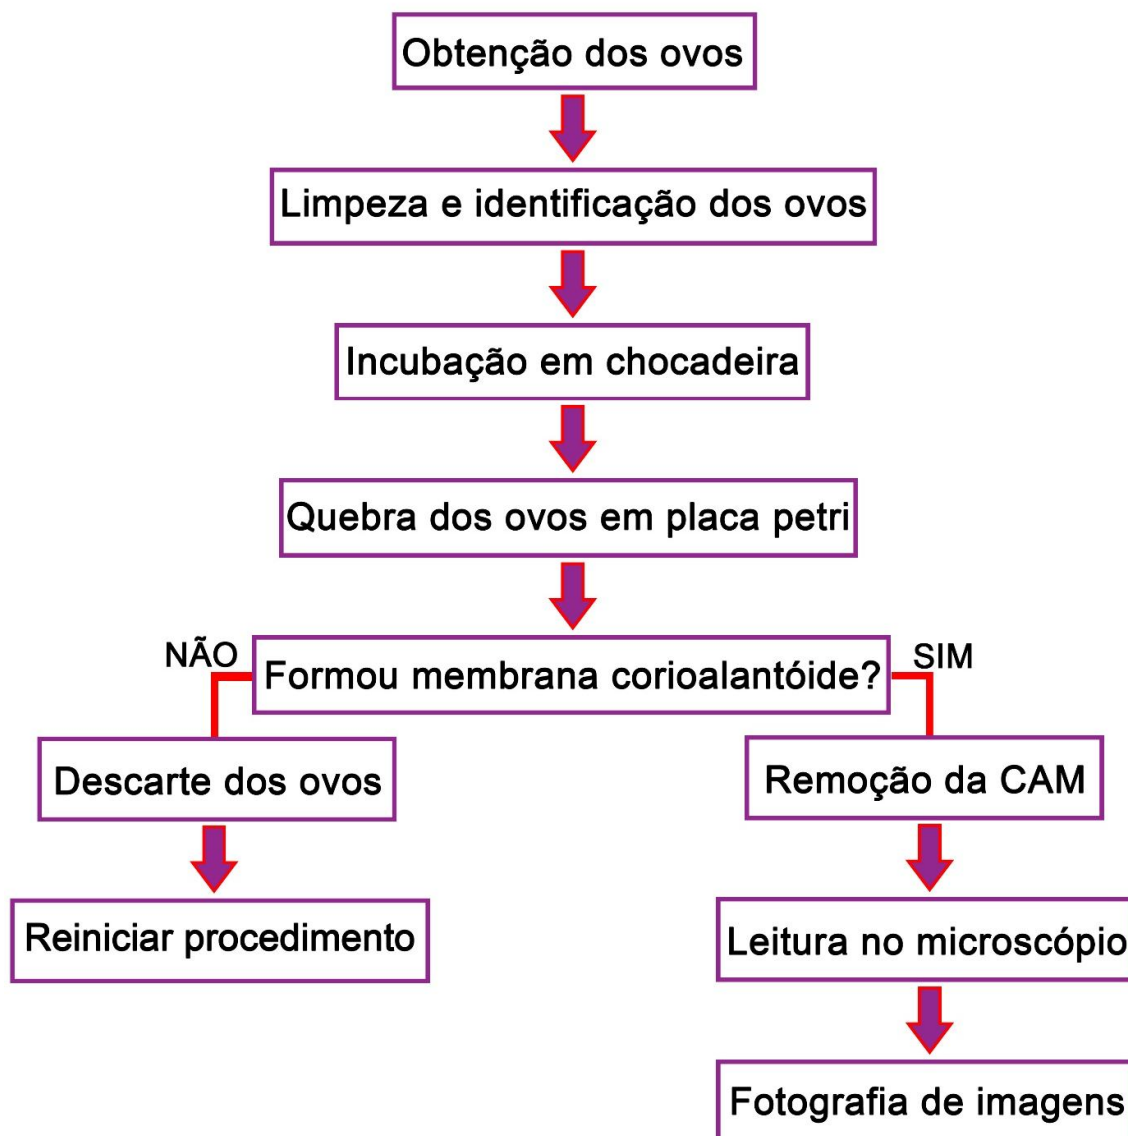 Obtenção dos ovos
Limpeza e identificação dos ovos
Incubação em chocadeira
Quebra dos ovos em placa petri
NÃO
Formou membrana corioalantóide?
SIM
Descarte dos ovos
Remoção da CAM
Reiniciar procedimento
Leitura no microscópio
Fotografia de imagens